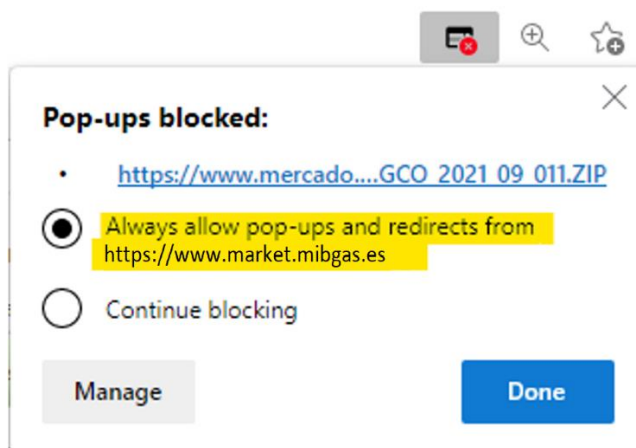 Pop-ups blocked:
https://www.mercado....GCO_2021_09_011.ZIP
Always allow pop-ups and redirects from
https://www.market.mibgas.es
Continue blocking
Manage
Done